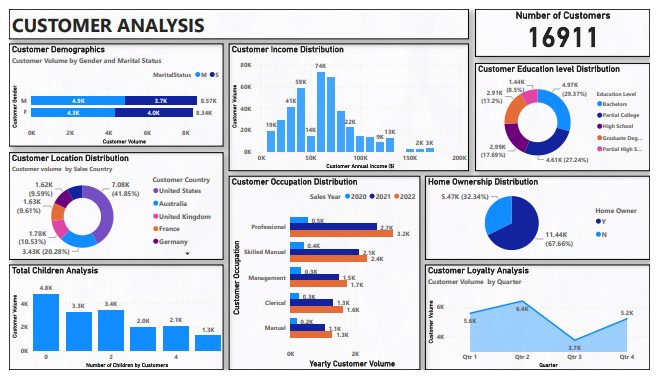 CUSTOMER ANALYSIS
Number of Customers
16911
Customer Demographics
Customer Volume by Gender and Marital Status
MaritalStatus M S
Customer Gender
M 4.9K 3.7K 8.57K
F 4.3K 4.0K 8.34K
0K 2K 4K 6K 8K
Customer Volume
Customer Income Distribution
Customer Volume
80K
60K
40K
20K
0K
19K 41K 59K 14K 74K 22K 9K 13K 2K 3K
0K 50K 100K 150K 200K
Customer Annual Income ($)
Customer Education level Distribution
1.44K
(8.5%)
2.91K
(17.2%)
2.99K
(17.69%)
4.97K
(29.37%)
4.61K (27.24%)
Education Level
Bachelors
Partial College
High School
Graduate Deg...
Partial High S...
Customer Location Distribution
Customer volume by Sales Country
1.62K
(9.59%)
1.63K
(9.61%)
1.78K
(10.53%)
3.43K (20.28%)
7.08K
(41.85%)
Customer Country
United States
Australia
United Kingdom
France
Germany
Customer Occupation Distribution
Sales Year 2020 2021 2022
Customer Occupation
Professional 0.5K 2.7K 3.2K
Skilled Manual 0.4K 2.1K 2.4K
Management 0.3K 1.5K 1.7K
Clerical 0.3K 1.3K 1.6K
Manual 0.2K 1.1K 1.3K
0K 2K
Yearly Customer Volume
Home Ownership Distribution
5.47K (32.34%)
11.44K
(67.66%)
Home Owner
Y
N
Total Children Analysis
Customer Volume
4K
2K
0K
4.8K 3.3K 3.4K 2.0K 2.1K 1.3K
0 2 4
Number of Children by Customers
Customer Loyalty Analysis
Customer Volume by Quarter
Customer Volume
6K
4K
5.6K 6.4K 3.7K 5.2K
Qtr 1 Qtr 2 Qtr 3 Qtr 4
Quarter